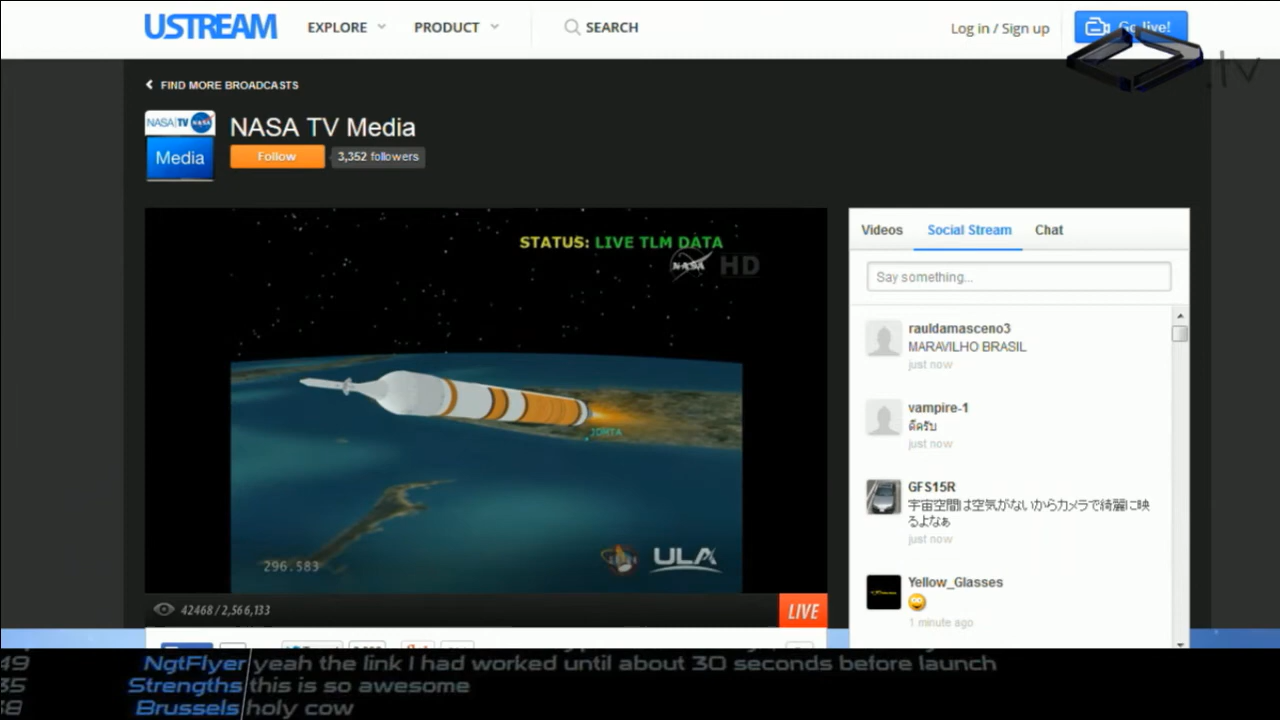 USTREAM EXPLORE PRODUCT SEARCH Log in / Sign up Go live!
.tv
FIND MORE BROADCASTS
NASA TV NASA
Media
NASA TV Media
Follow 3,352 followers
STATUS: LIVE TLM DATA
NASA HD
JONTA
296.583
ULA
42468 / 2,566,133
LIVE
Videos Social Stream Chat
Say something...
rauldamasceno3
MARAVILHO BRASIL
just now
vampire-1
ดีครับ
just now
GFS15R
宇宙空間は空気がないからカメラで綺麗に映
るよなぁ
just now
Yellow_Glasses
1 minute ago
49 NgtFlyer yeah the link I had worked until about 30 seconds before launch
35 Strengths this is so awesome
38 Brussels holy cow